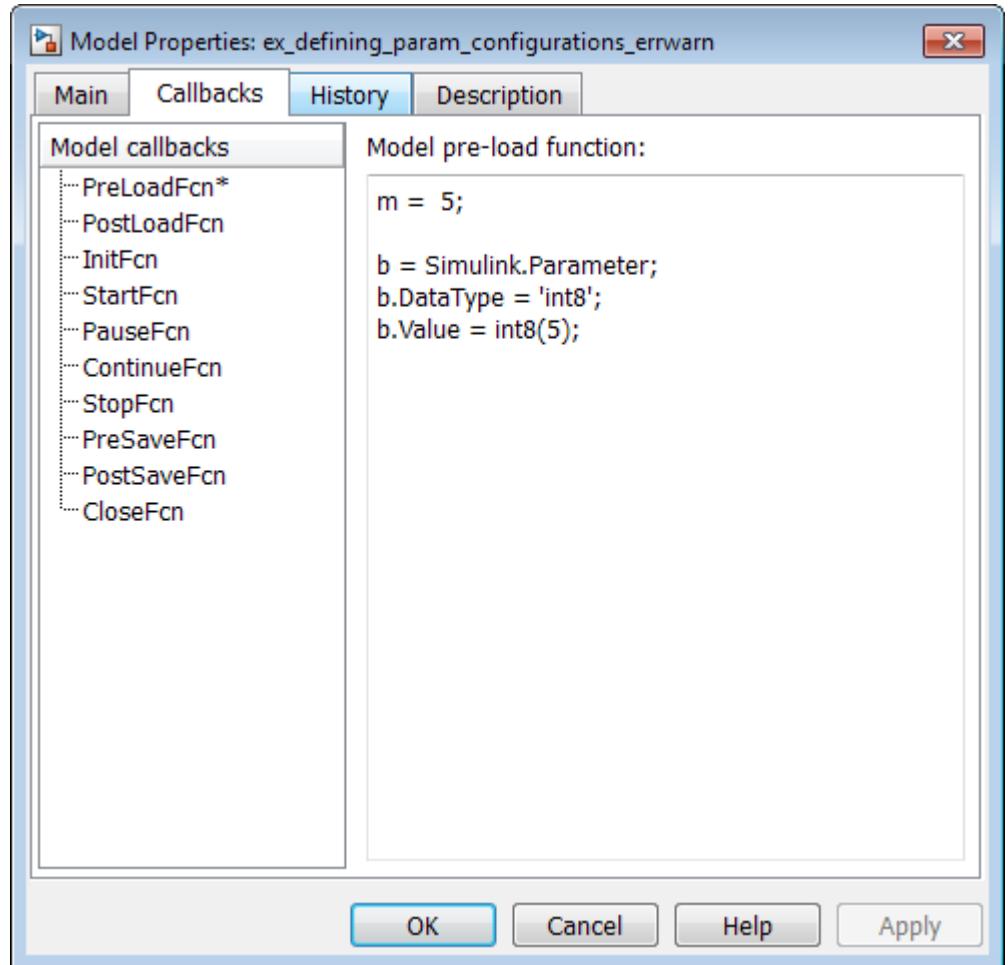 Model Properties: ex_defining_param_configurations_errwarn
Main Callbacks History Description
Model callbacks
PreLoadFcn*
PostLoadFcn
InitFcn
StartFcn
PauseFcn
ContinueFcn
StopFcn
PreSaveFcn
PostSaveFcn
CloseFcn
Model pre-load function:
m =  5;
b = Simulink.Parameter;
b.DataType = 'int8';
b.Value = int8(5);
OK Cancel Help Apply